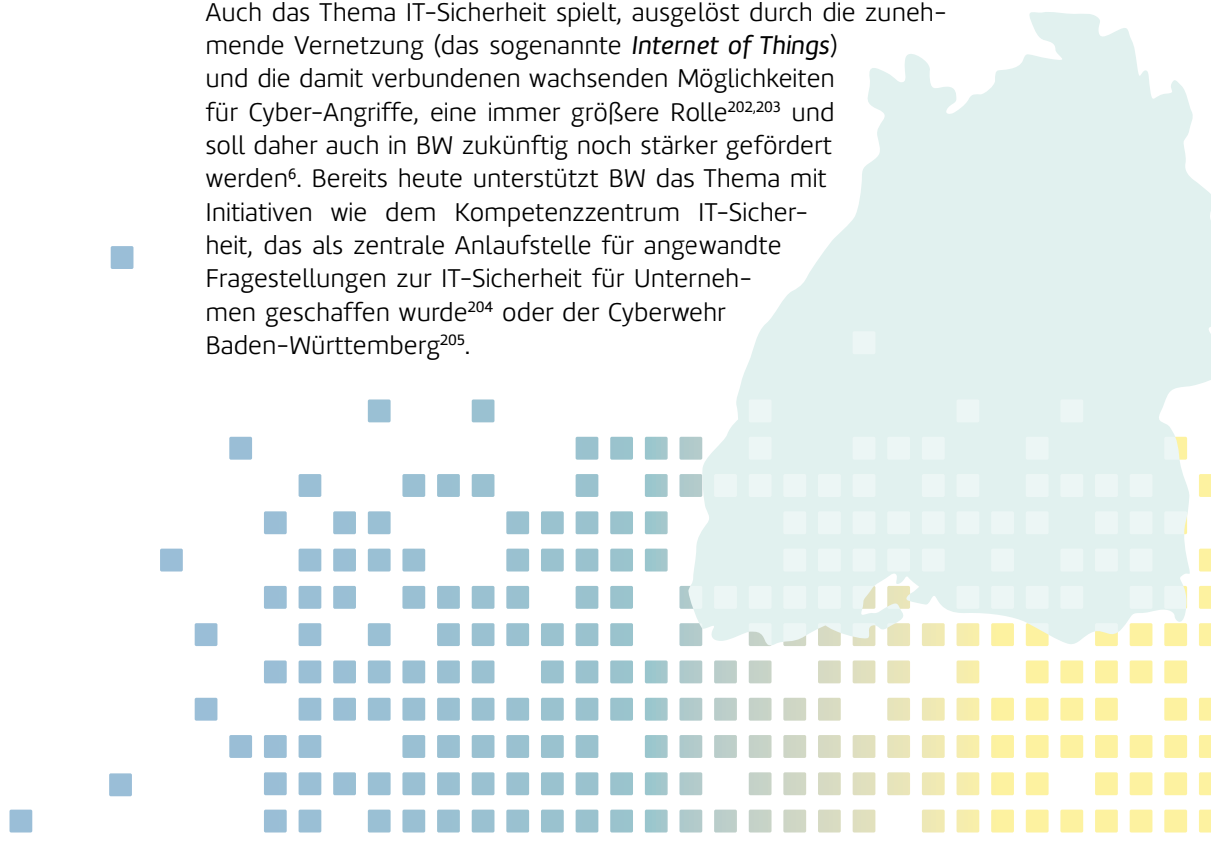 Auch das Thema IT-Sicherheit spielt, ausgelöst durch die zuneh-
mende Vernetzung (das sogenannte Internet of Things)
und die damit verbundenen wachsenden Möglichkeiten
für Cyber-Angriffe, eine immer größere Rolle²⁰²,²⁰³ und
soll daher auch in BW zukünftig noch stärker gefördert
werden⁶. Bereits heute unterstützt BW das Thema mit
Initiativen wie dem Kompetenzzentrum IT-Sicher-
heit, das als zentrale Anlaufstelle für angewandte
Fragestellungen zur IT-Sicherheit für Unterneh-
men geschaffen wurde²⁰⁴ oder der Cyberwehr
Baden-Württemberg²⁰⁵.